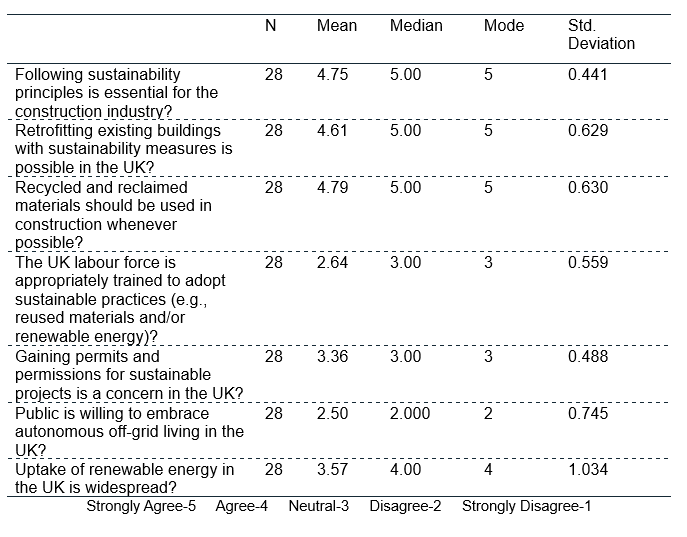 N Mean Median Mode Std.
Deviation
Following sustainability 28 4.75 5.00 5 0.441
principles is essential for the
construction industry?
Retrofitting existing buildings 28 4.61 5.00 5 0.629
with sustainability measures is
possible in the UK?
Recycled and reclaimed 28 4.79 5.00 5 0.630
materials should be used in
construction whenever
possible?
The UK labour force is 28 2.64 3.00 3 0.559
appropriately trained to adopt
sustainable practices (e.g.,
reused materials and/or
renewable energy)?
Gaining permits and 28 3.36 3.00 3 0.488
permissions for sustainable
projects is a concern in the UK?
Public is willing to embrace 28 2.50 2.000 2 0.745
autonomous off-grid living in the
UK?
Uptake of renewable energy in 28 3.57 4.00 4 1.034
the UK is widespread?
Strongly Agree-5 Agree-4 Neutral-3 Disagree-2 Strongly Disagree-1